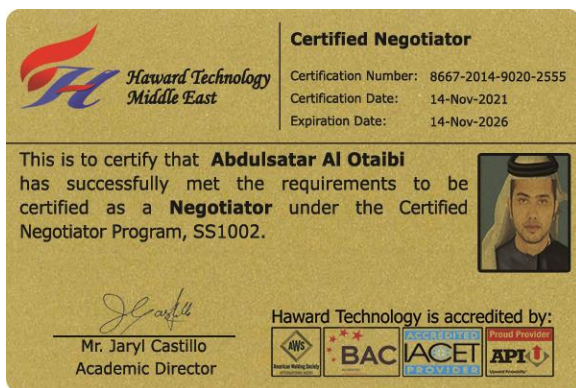 Haward Technology
Middle East
Certified Negotiator
Certification Number: 8667-2014-9020-2555
Certification Date: 14-Nov-2021
Expiration Date: 14-Nov-2026
This is to certify that Abdulsatar Al Otaibi
has successfully met the requirements to be
certified as a Negotiator under the Certified
Negotiator Program, SS1002.
Mr. Jaryl Castillo
Academic Director
Haward Technology is accredited by:
AWS
American Welding Society
BAC
ACCREDITED
IACET
PROVIDER
Proud Provider
API